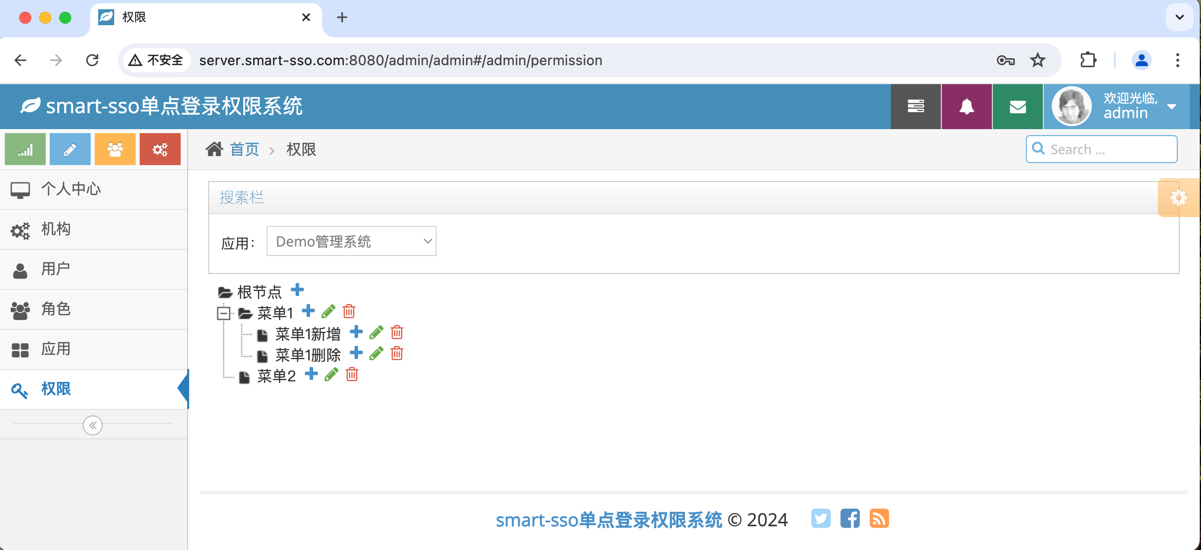 权限
不安全 server.smart-sso.com:8080/admin/admin#/admin/permission
smart-sso单点登录权限系统
欢迎光临,
admin
首页 权限
Search ...
个人中心
机构
用户
角色
应用
权限
搜索栏
应用: Demo管理系统
根节点
菜单1
菜单1新增
菜单1删除
菜单2
smart-sso单点登录权限系统 © 2024